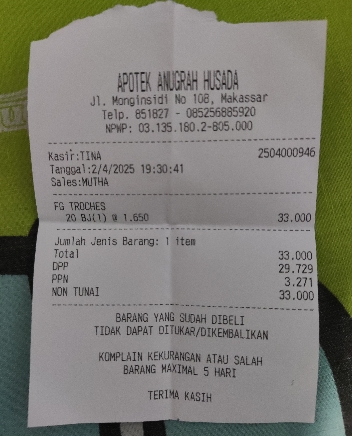 APOTEK ANUGRAH HUSADA
Jl. Monginsidi No 108, Makassar
Telp. 851827 - 085256885920
NPWP: 03.135.180.2-805.000
Kasir:TINA 2504000946
Tanggal:2/4/2025 19:30:41
Sales:MUTHA
FG TROCHES
20 BJ(1) @ 1.650 33.000
Jumlah Jenis Barang: 1 item
Total 33.000
DPP 29.729
PPN 3.271
NON TUNAI 33.000
BARANG YANG SUDAH DIBELI
TIDAK DAPAT DITUKAR/DIKEMBALIKAN
KOMPLAIN KEKURANGAN ATAU SALAH
BARANG MAXIMAL 5 HARI
TERIMA KASIH